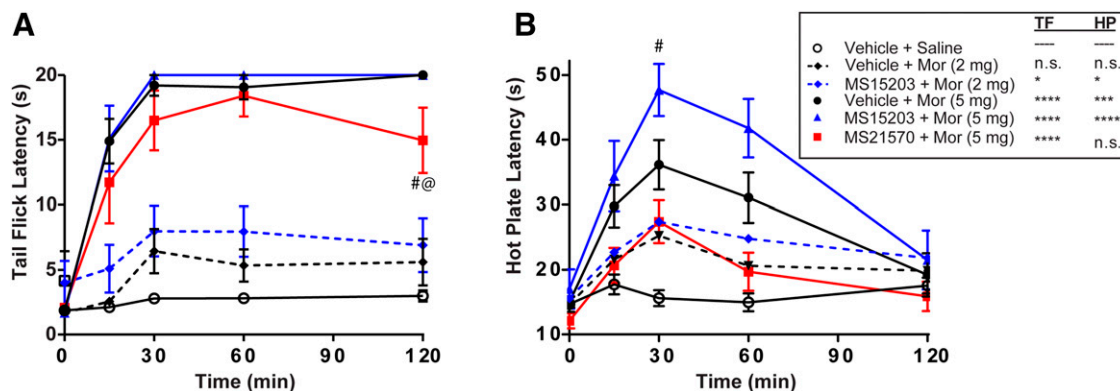 A
Tail Flick Latency (s)
20
15
10
5
0
0 30 60 90 120
Time (min)
#@
B
Hot Plate Latency (s)
50
40
30
20
10
0 30 60 90 120
Time (min)
#
TF HP
Vehicle + Saline ---- ----
Vehicle + Mor (2 mg) n.s. n.s.
MS15203 + Mor (2 mg) * *
Vehicle + Mor (5 mg) **** ***
MS15203 + Mor (5 mg) **** ****
MS21570 + Mor (5 mg) **** n.s.